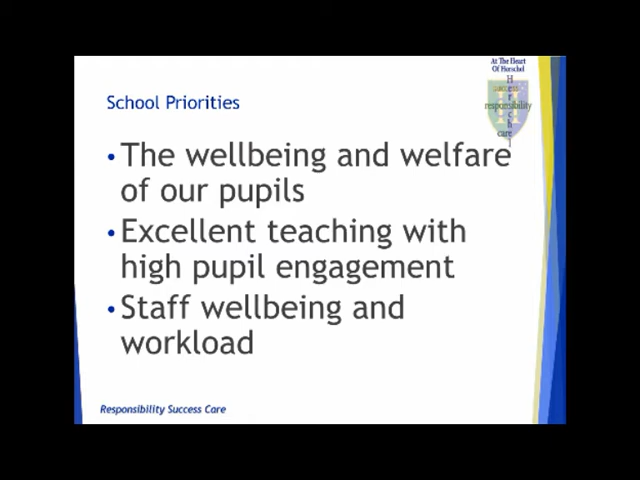 At The Heart
Of Herschel
School Priorities
success
responsibility
care
• The wellbeing and welfare
of our pupils
• Excellent teaching with
high pupil engagement
• Staff wellbeing and
workload
Responsibility Success Care